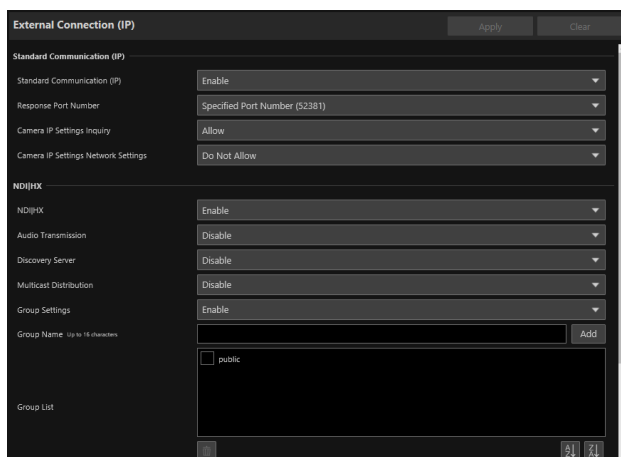 External Connection (IP)
Apply
Clear
Standard Communication (IP)
Standard Communication (IP)
Enable
Response Port Number
Specified Port Number (52381)
Camera IP Settings Inquiry
Allow
Camera IP Settings Network Settings
Do Not Allow
NDI|HX
NDI|HX
Enable
Audio Transmission
Disable
Discovery Server
Disable
Multicast Distribution
Disable
Group Settings
Enable
Group Name Up to 16 characters
Add
public
Group List
A Z
Z A